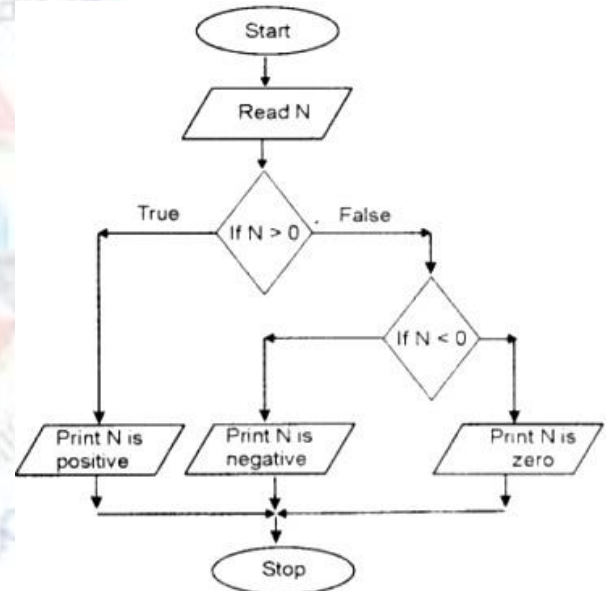 Start
Read N
True
If N > 0
False
If N < 0
Print N is
positive
Print N is
negative
Print N is
zero
Stop